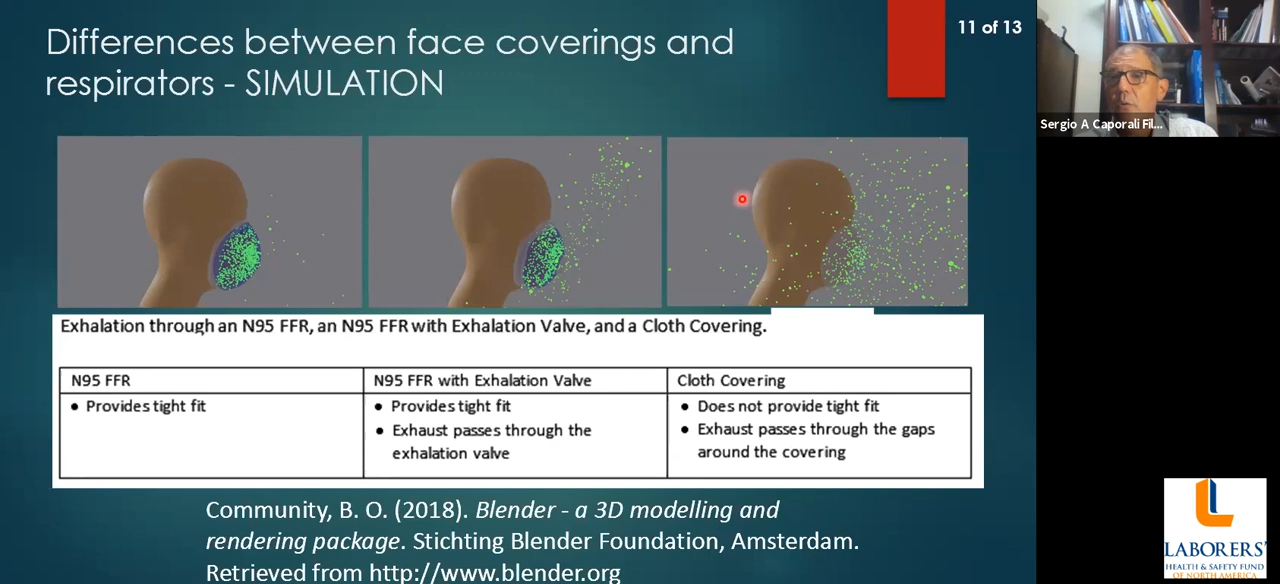 Differences between face coverings and
respirators - SIMULATION
11 of 13
Sergio A Caporali Fil...
Exhalation through an N95 FFR, an N95 FFR with Exhalation Valve, and a Cloth Covering.
N95 FFR
N95 FFR with Exhalation Valve
Cloth Covering
● Provides tight fit
● Provides tight fit
● Exhaust passes through the
exhalation valve
● Does not provide tight fit
● Exhaust passes through the gaps
around the covering
Community, B. O. (2018). Blender - a 3D modelling and
rendering package. Stichting Blender Foundation, Amsterdam.
Retrieved from http://www.blender.org
LABORERS'
HEALTH & SAFETY FUND
OF NORTH AMERICA